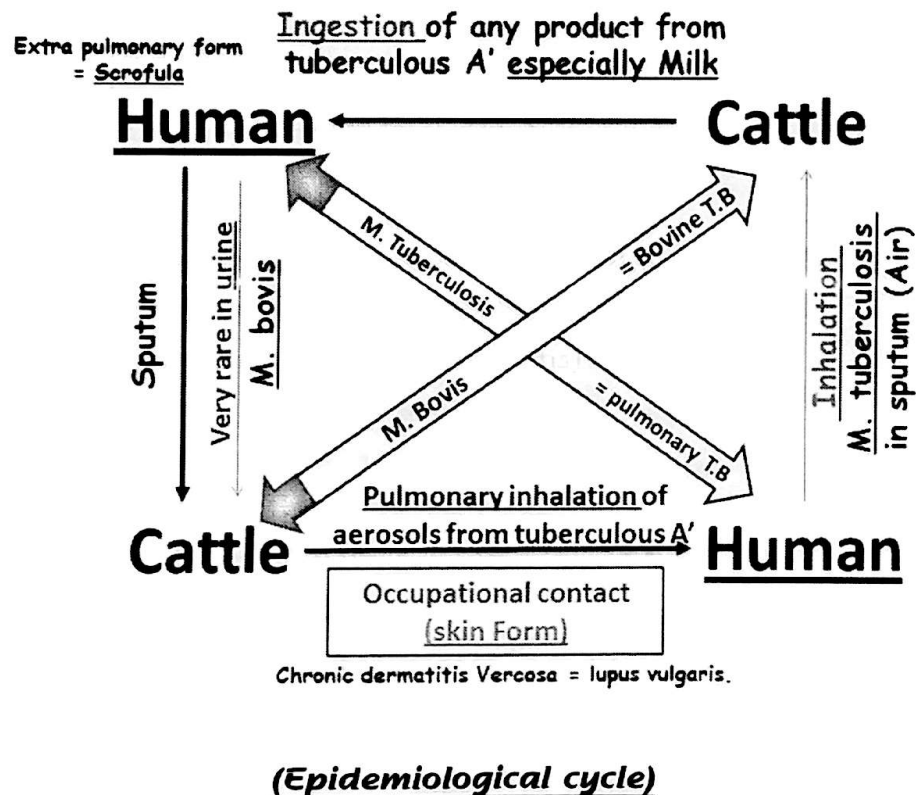 Ingestion of any product from
tuberculous A' especially Milk
Extra pulmonary form
= Scrofula
Human
Cattle
M. Tuberculosis
= pulmonary T.B
M. Bovis
= Bovine T.B
Sputum
Very rare in urine
M. bovis
Inhalation
M. tuberculosis
in sputum (Air)
Cattle
Pulmonary inhalation of
aerosols from tuberculous A'
Human
Occupational contact
(skin Form)
Chronic dermatitis Vercosa = lupus vulgaris.
(Epidemiological cycle)